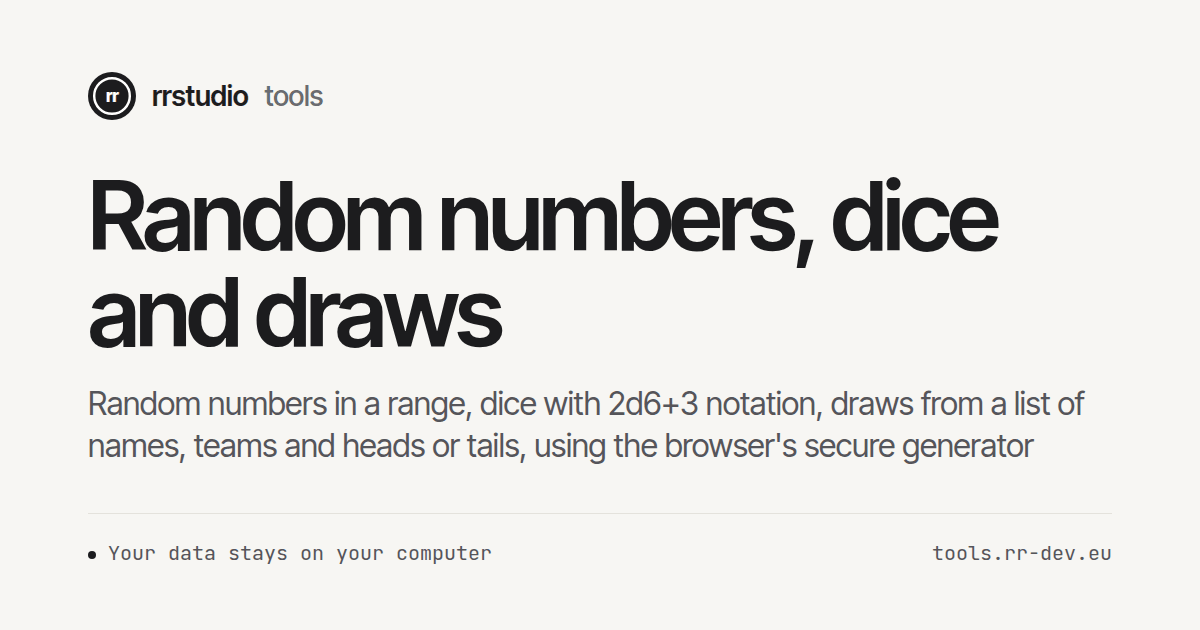 rr rrstudio tools
Random numbers, dice
and draws
Random numbers in a range, dice with 2d6+3 notation, draws from a list of
names, teams and heads or tails, using the browser's secure generator
Your data stays on your computer
tools.rr-dev.eu